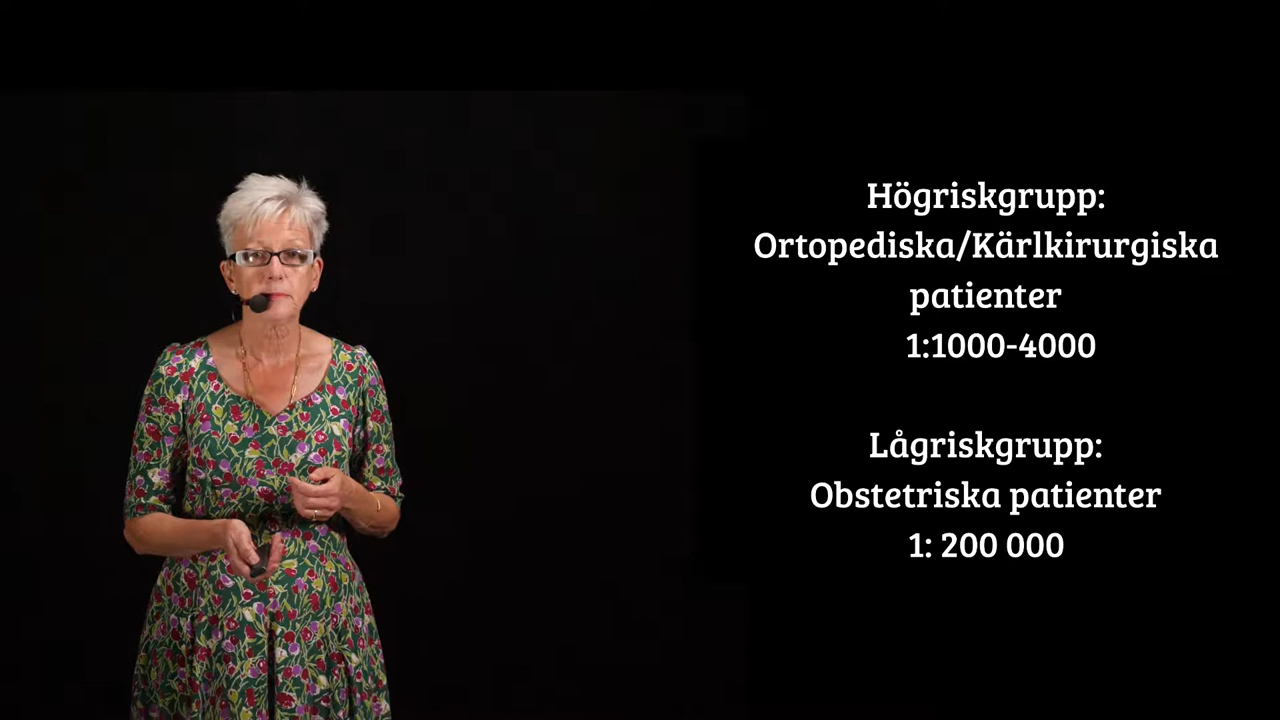 Högriskgrupp:
Ortopediska/Kärlkirurgiska
patienter
1:1000-4000
Lågriskgrupp:
Obstetriska patienter
1: 200 000